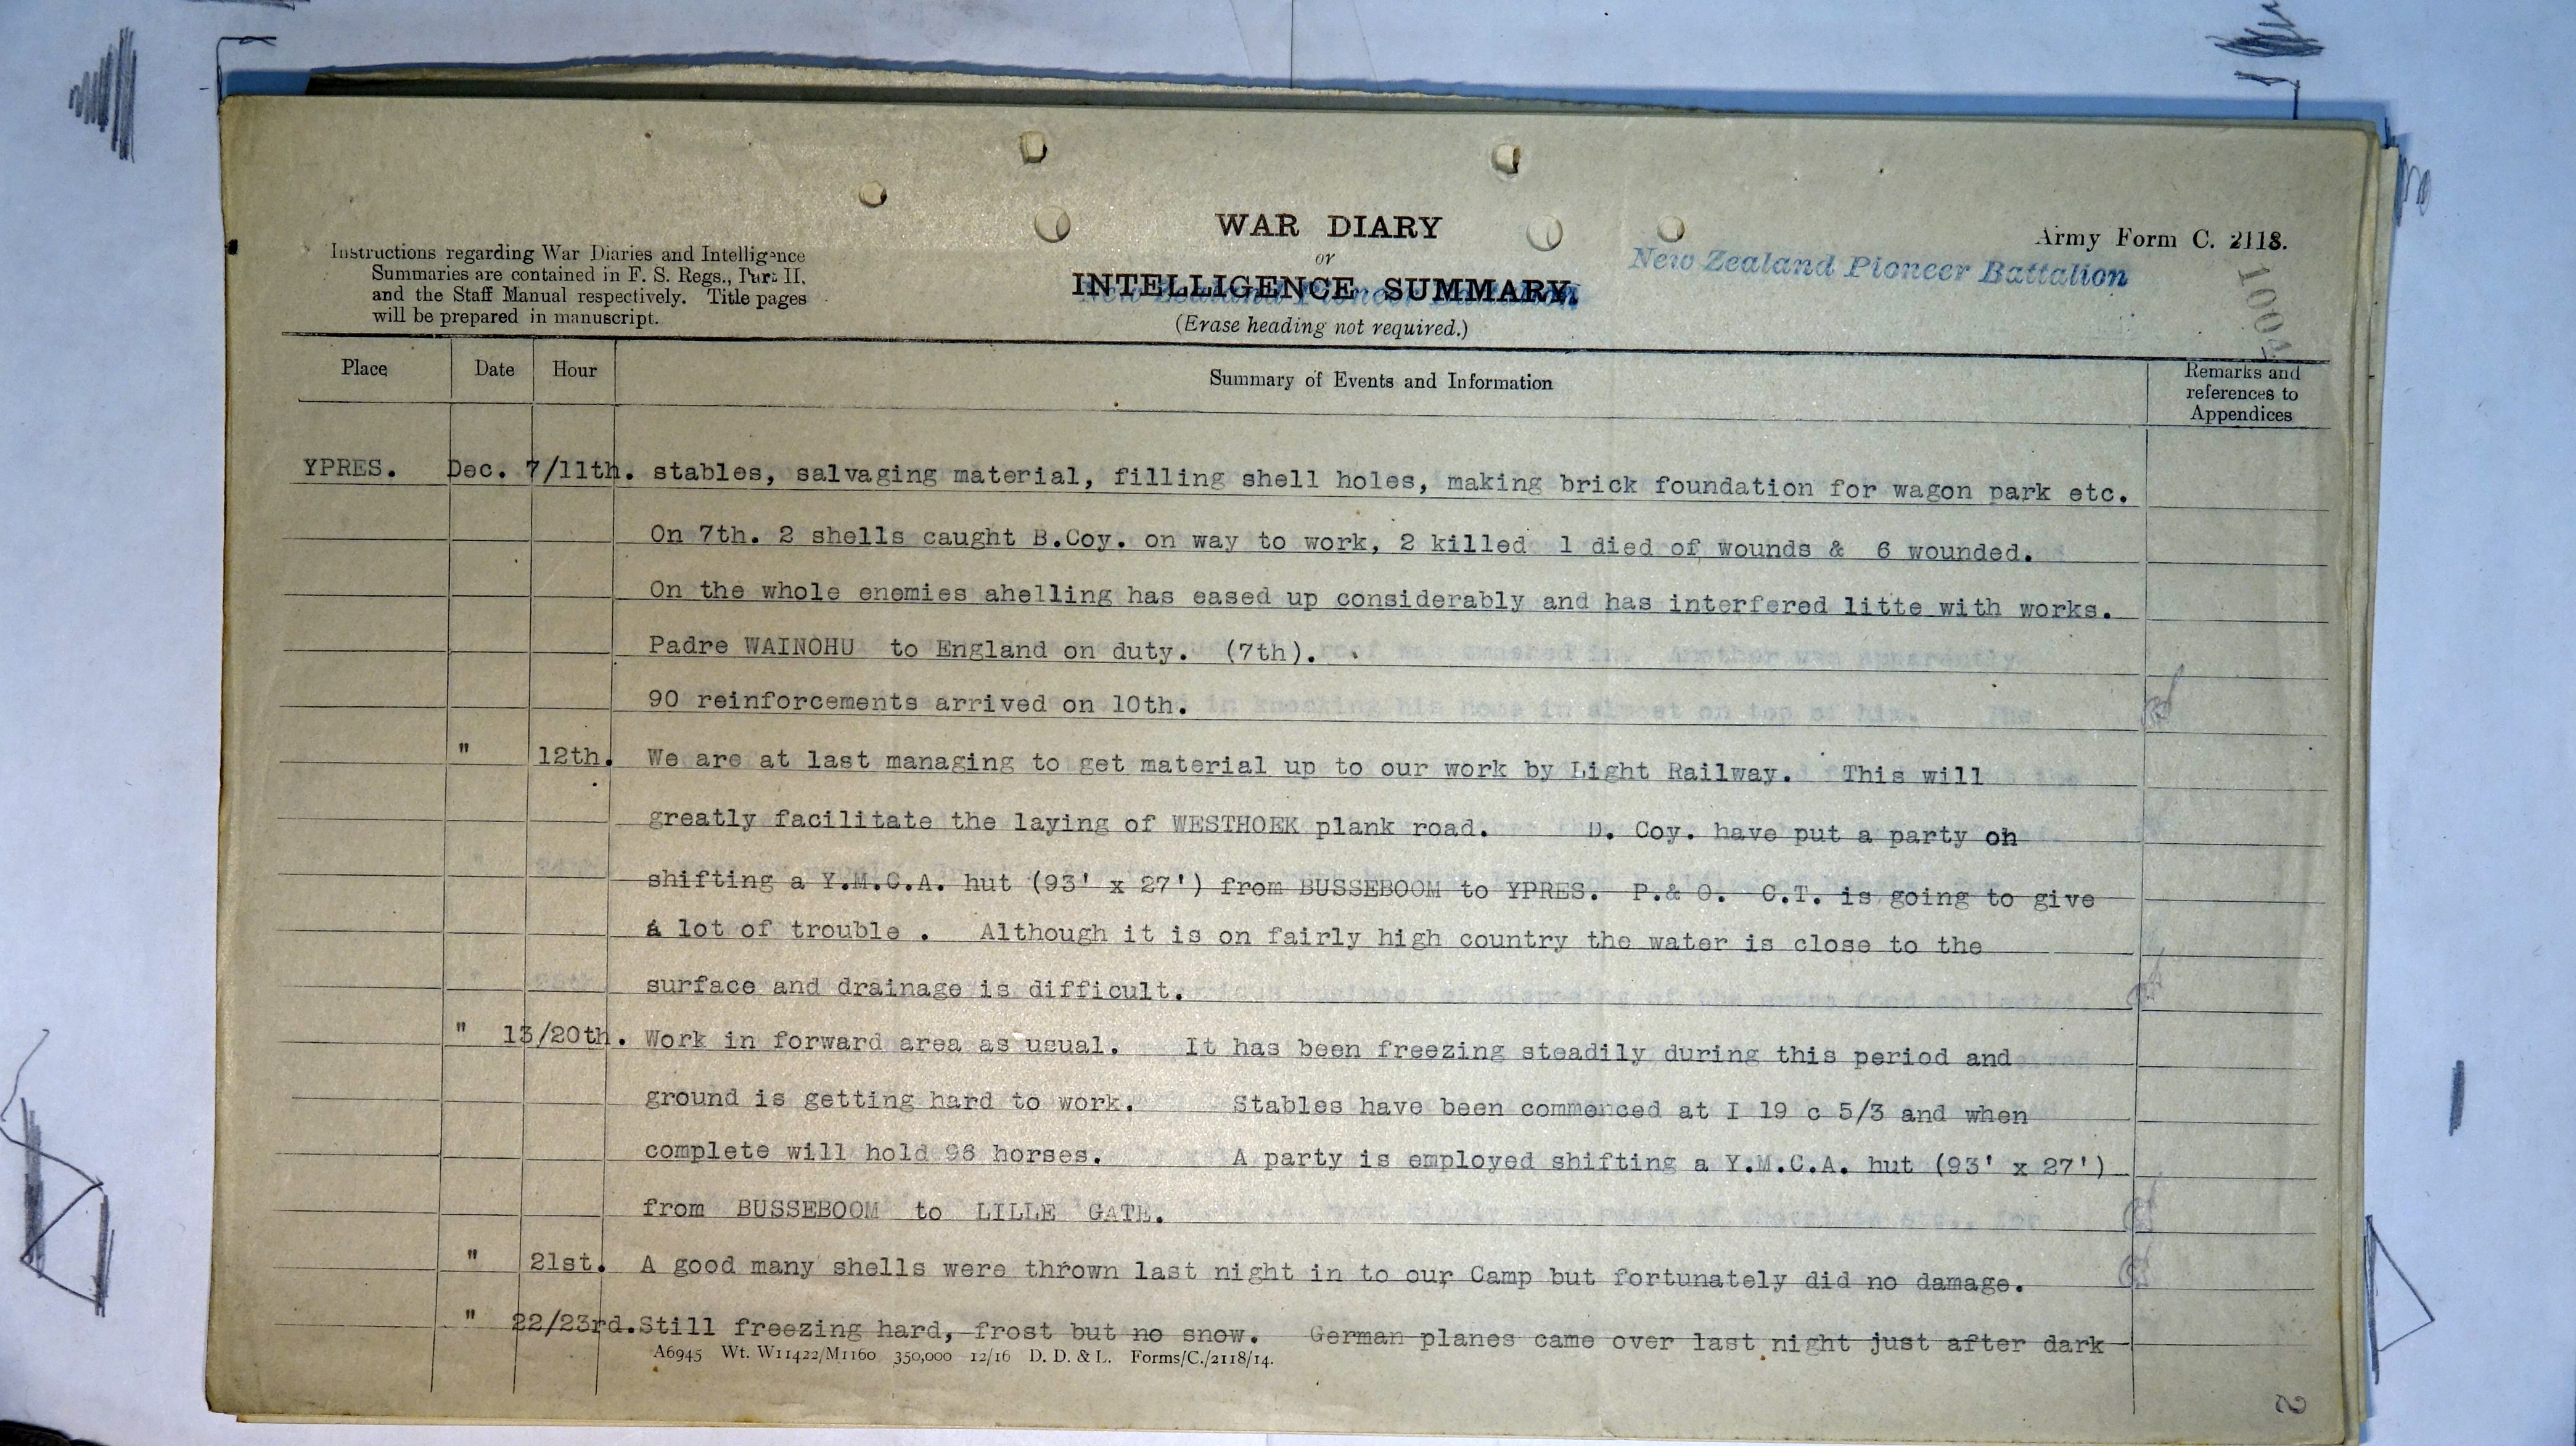 WAR DIARY
or
INTELLIGENCE SUMMARY.
(Erase heading not required.)
Instructions regarding War Diaries and Intelligence
Summaries are contained in F. S. Regs., Part II.
and the Staff Manual respectively. Title pages
will be prepared in manuscript.
New Zealand Pioneer Battalion
New Zealand Pioneer Battalion
Army Form C. 2118.
Place Date Hour Summary of Events and Information Remarks and
references to
Appendices
YPRES. Dec. 7/11th. stables, salvaging material, filling shell holes, making brick foundation for wagon park etc.
On 7th. 2 shells caught B.Coy. on way to work, 2 killed 1 died of wounds & 6 wounded.
On the whole enemies ahelling has eased up considerably and has interfered litte with works.
Padre WAINOHU to England on duty. (7th).
90 reinforcements arrived on 10th.
" 12th. We are at last managing to get material up to our work by Light Railway. This will
greatly facilitate the laying of WESTHOEK plank road. D. Coy. have put a party on
shifting a Y.M.C.A. hut (93' x 27') from BUSSEBOOM to YPRES. P.& O. C.T. is going to give
a lot of trouble . Although it is on fairly high country the water is close to the
surface and drainage is difficult.
" 13/20th. Work in forward area as usual. It has been freezing steadily during this period and
ground is getting hard to work. Stables have been commenced at I 19 c 5/3 and when
complete will hold 96 horses. A party is employed shifting a Y.M.C.A. hut (93' x 27')
from BUSSEBOOM to LILLE GATE.
" 21st. A good many shells were thrown last night in to our Camp but fortunately did no damage.
" 22/23rd. Still freezing hard, frost but no snow. German planes came over last night just after dark
A6945 Wt. W11422/M1160 350,000 12/16 D. D. & L. Forms/C./2118/14.
2